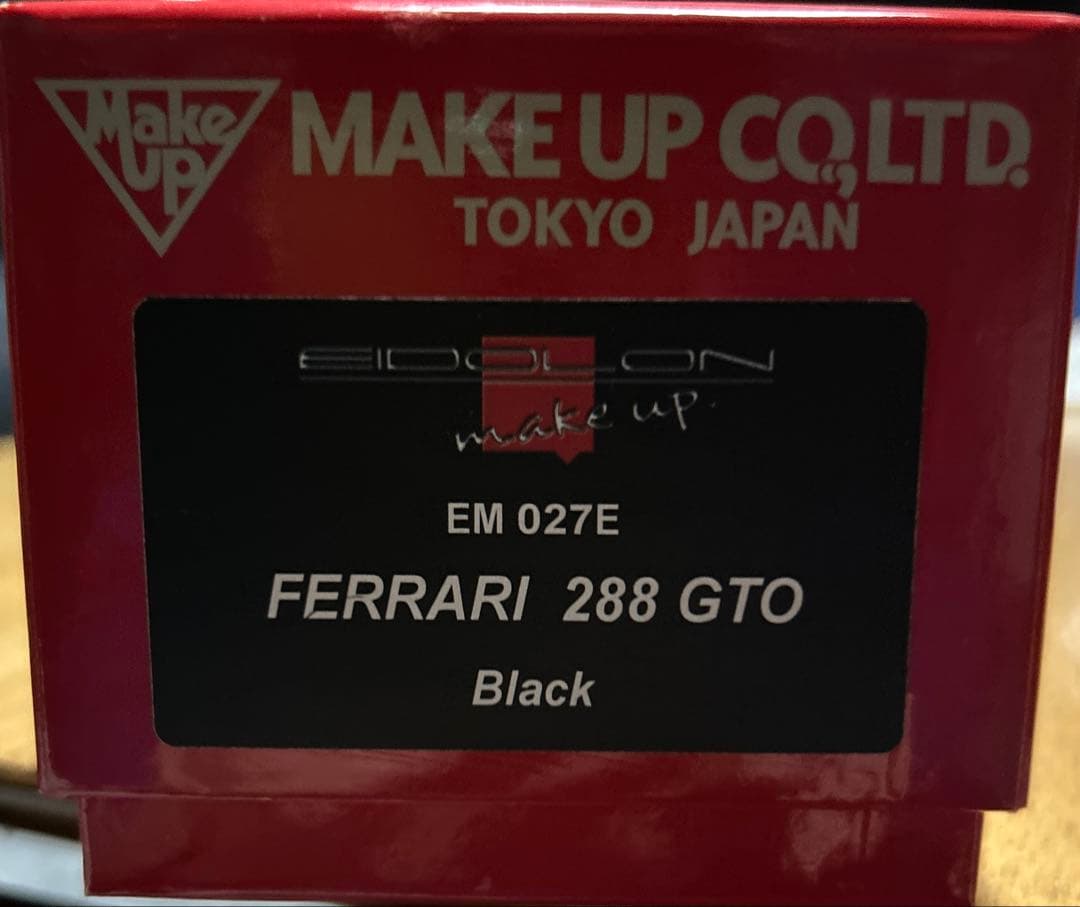 Make UP
MAKE UP CO.,LTD.
TOKYO JAPAN
EIDOLON
make up.
EM 027E
FERRARI 288 GTO
Black